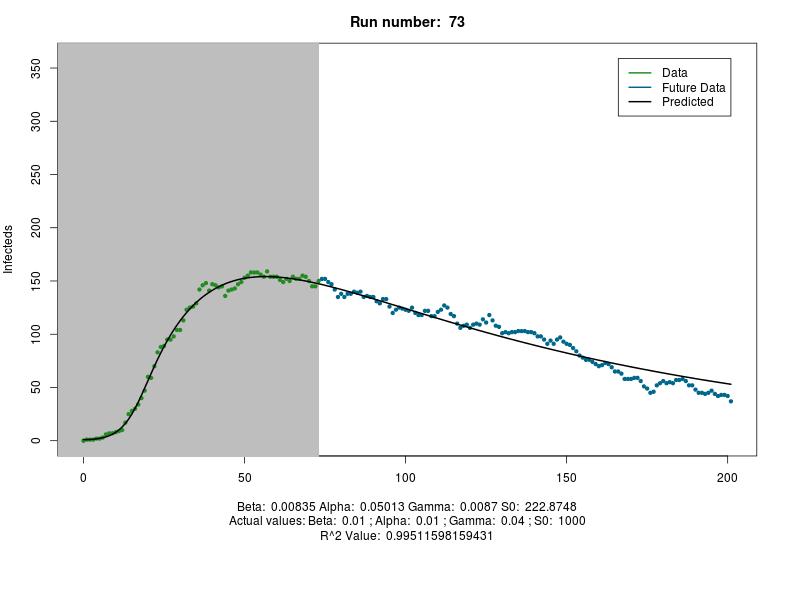 Run number: 73
Data
Future Data
Predicted
Infecteds
350
300
250
200
150
100
50
0
0 50 100 150 200
Beta: 0.00835 Alpha: 0.05013 Gamma: 0.0087 S0: 222.8748
Actual values: Beta: 0.01 ; Alpha: 0.01 ; Gamma: 0.04 ; S0: 1000
R^2 Value: 0.99511598159431